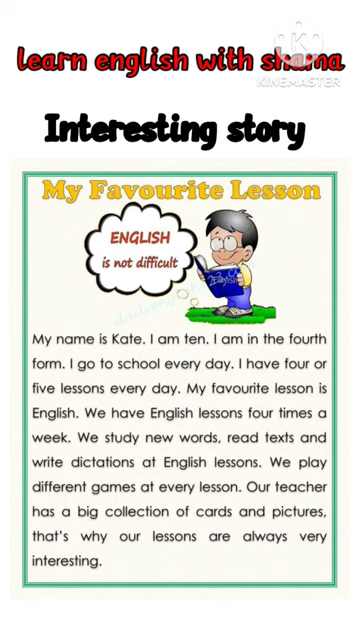 learn english with shama
KINEMASTER
Interesting story
My Favourite Lesson
ENGLISH
is not difficult
English
My name is Kate. I am ten. I am in the fourth
form. I go to school every day. I have four or
five lessons every day. My favourite lesson is
English. We have English lessons four times a
week. We study new words, read texts and
write dictations at English lessons. We play
different games at every lesson. Our teacher
has a big collection of cards and pictures,
that's why our lessons are always very
interesting.